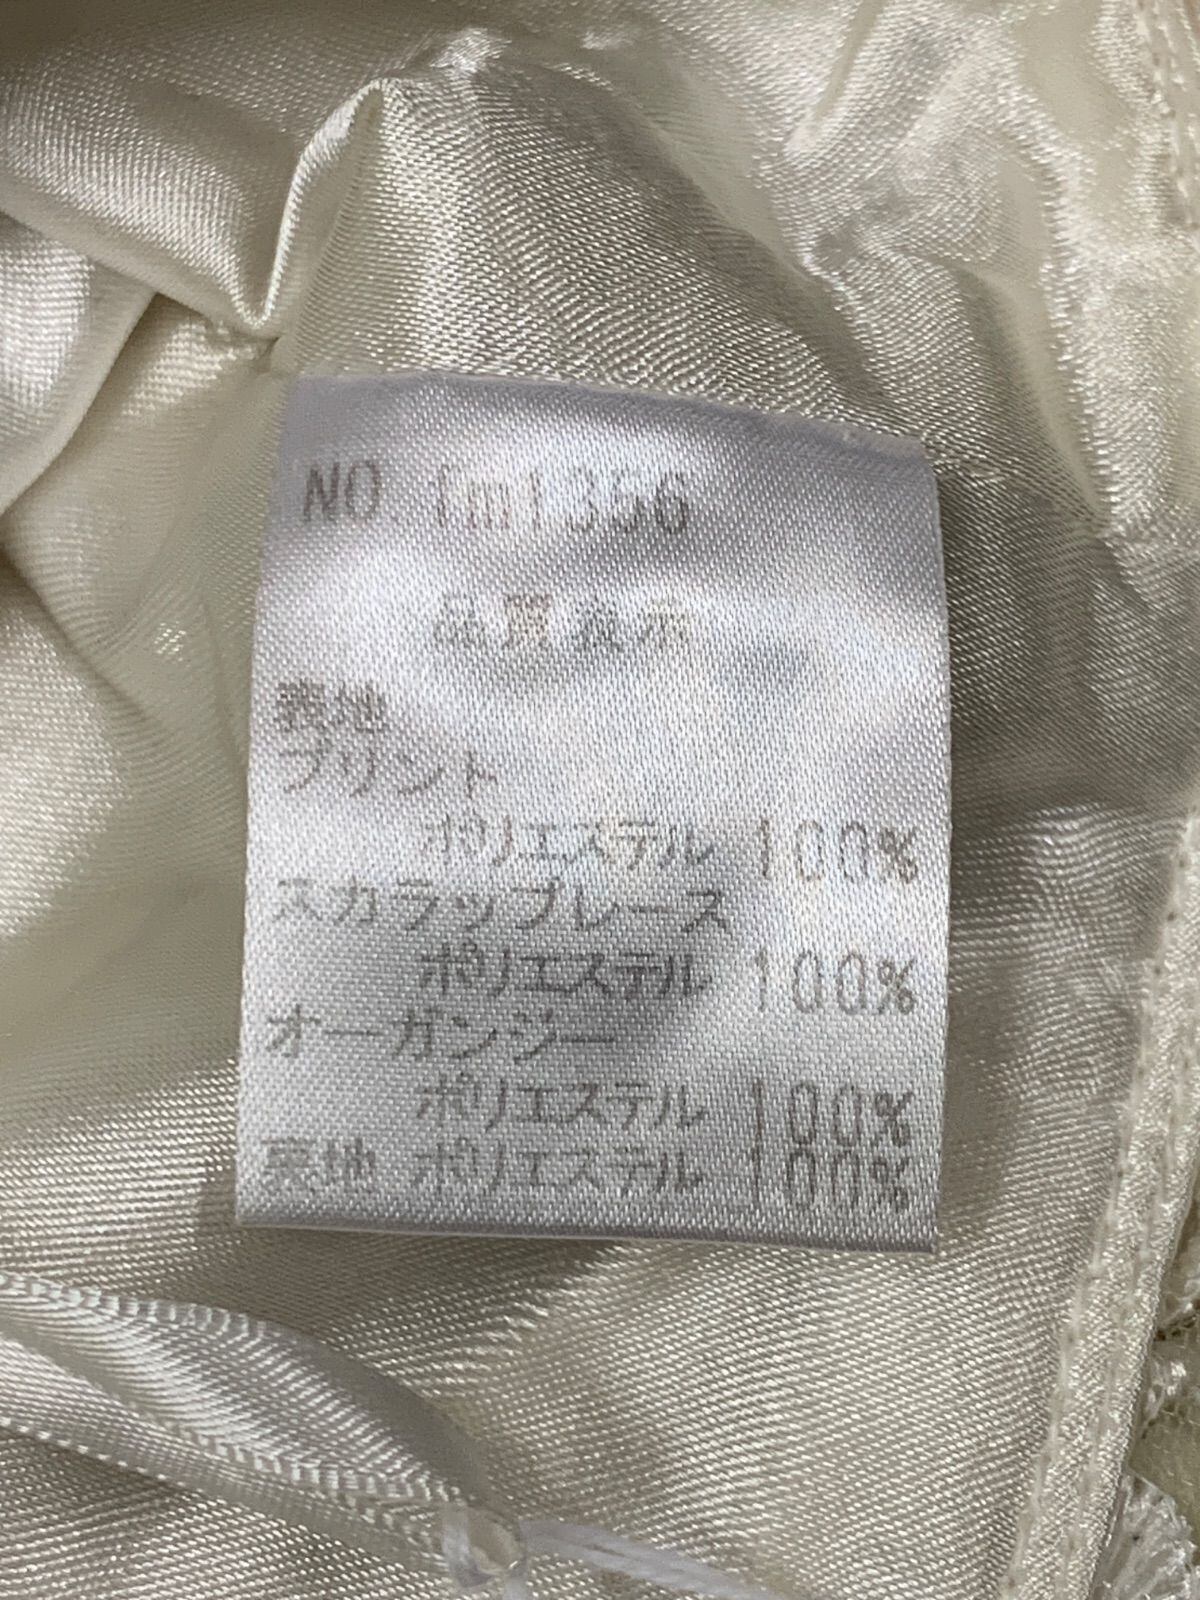 NO. fm1356
品質表示
表地
プリント
ポリエステル 100%
スカラップレース
ポリエステル 100%
オーガンジー
ポリエステル 100%
裏地 ポリエステル 100%